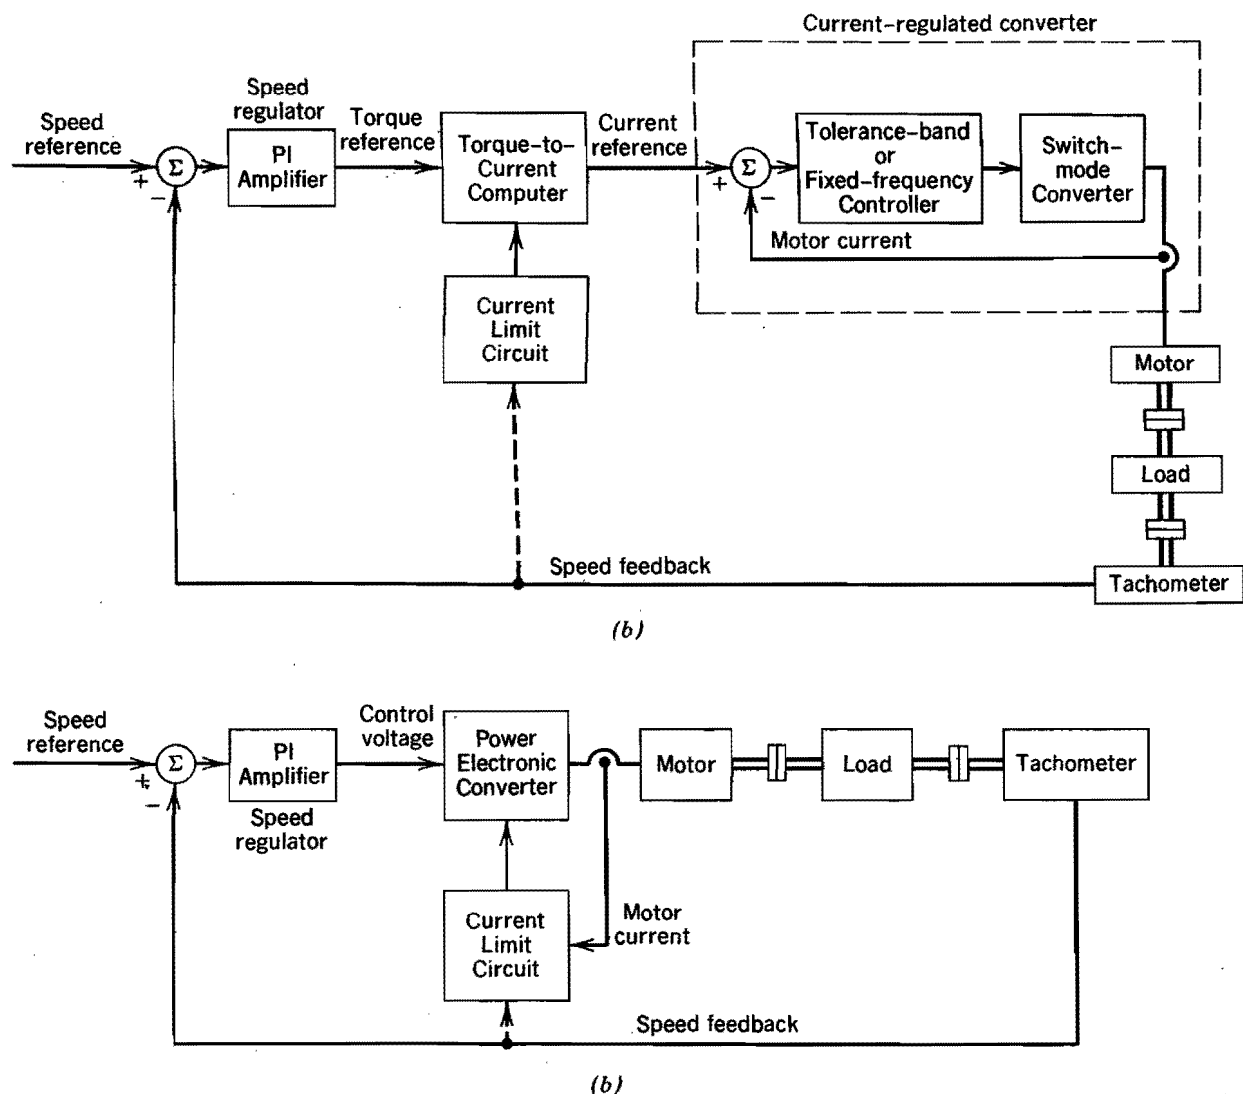 Current-regulated converter
Speed
regulator
Speed
reference
Torque
reference
Current
reference
+
Σ
-
PI
Amplifier
Torque-to-
Current
Computer
+
Σ
-
Tolerance-band
or
Fixed-frequency
Controller
Switch-
mode
Converter
Motor current
Current
Limit
Circuit
Motor
Load
Speed feedback
Tachometer
(b)
Speed
reference
+
Σ
-
PI
Amplifier
Speed
regulator
Control
voltage
Power
Electronic
Converter
Motor
Load
Tachometer
Current
Limit
Circuit
Motor
current
Speed feedback
(b)